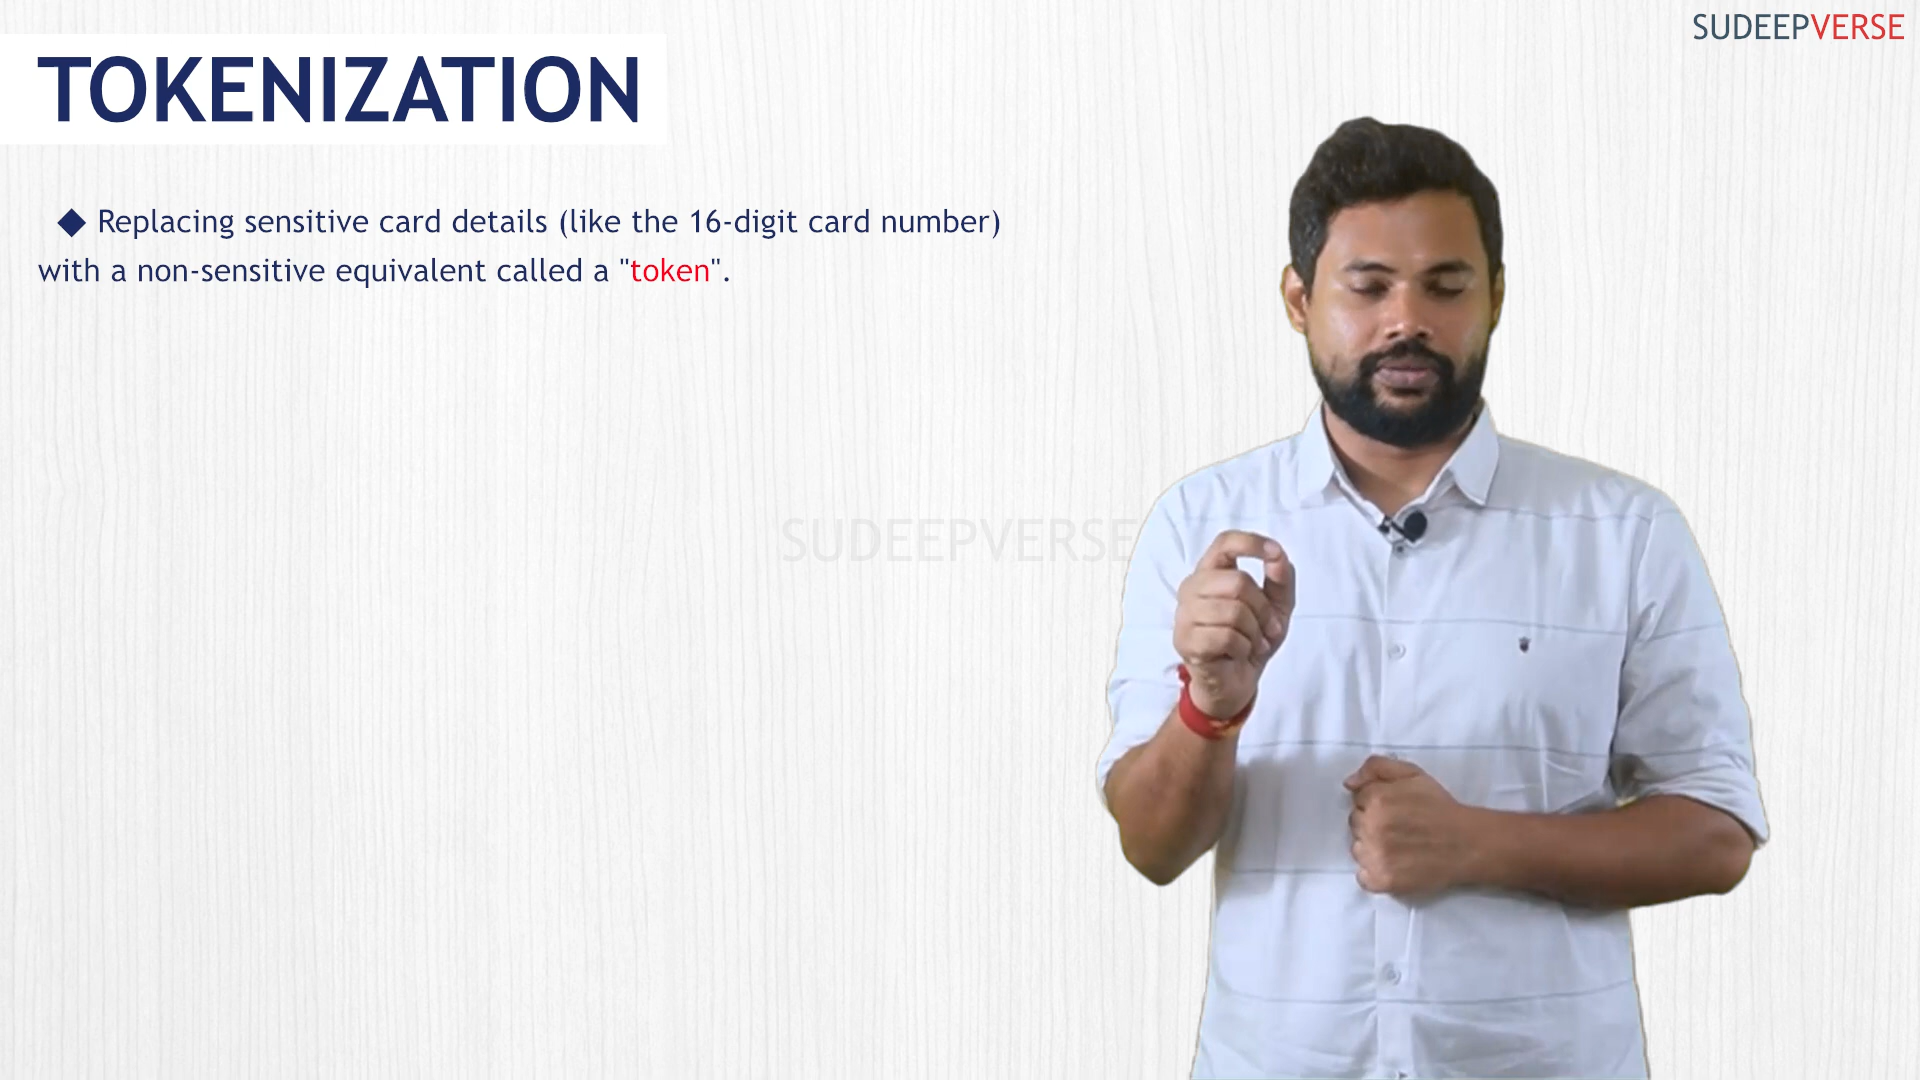 SUDEEPVERSE
TOKENIZATION
◆ Replacing sensitive card details (like the 16-digit card number)
with a non-sensitive equivalent called a "token".
SUDEEPVERSE